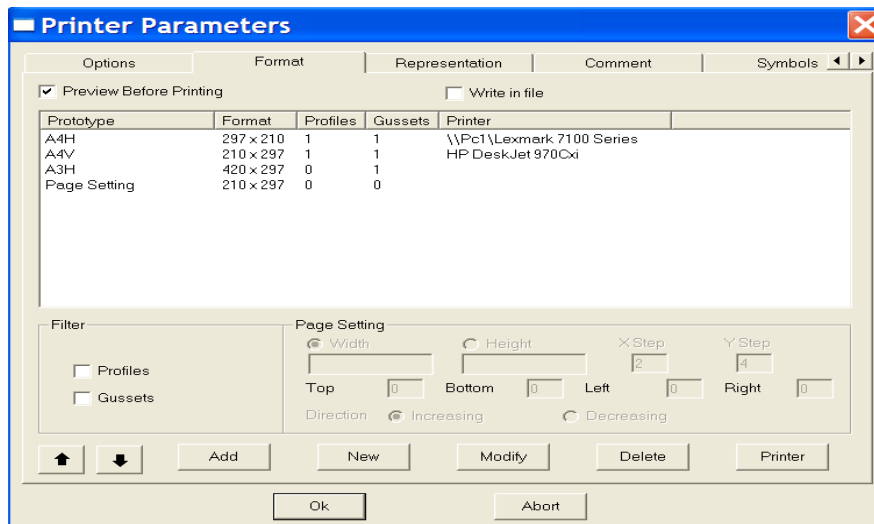 Printer Parameters
Options Format Representation Comment Symbols
Preview Before Printing Write in file
Prototype Format Profiles Gussets Printer
A4H 297 x 210 1 1 \\Pc1\Lexmark 7100 Series
A4V 210 x 297 1 1 HP DeskJet 970Cxi
A3H 420 x 297 0 1
Page Setting 210 x 297 0 0
Filter Page Setting
Width Height X Step Y Step
Profiles 2 4
Top 0 Bottom 0 Left 0 Right 0
Gussets
Direction Increasing Decreasing
Add New Modify Delete Printer
Ok Abort